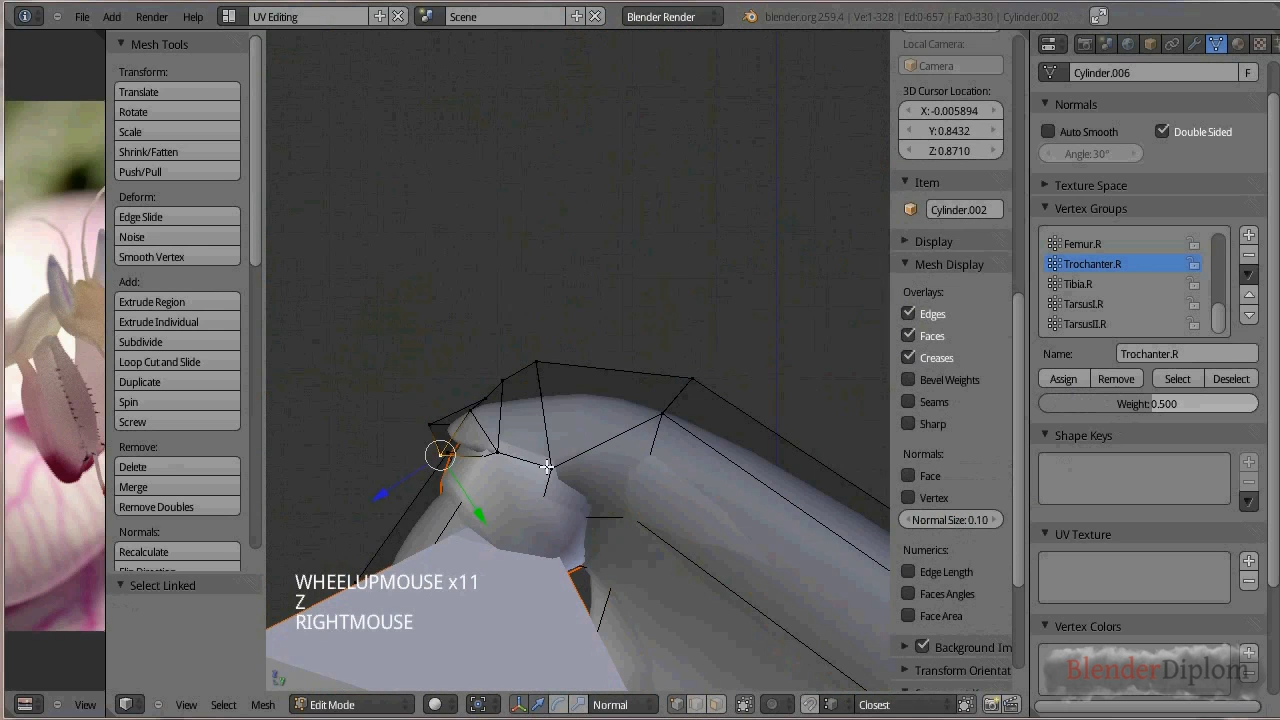 File Add Render Help UV Editing Scene Blender Render blender.org 259.4 | Ve:1-328 | Ed:0-657 | Fa:0-330 | Cylinder.002
Mesh Tools
Transform:
Translate
Rotate
Scale
Shrink/Fatten
Push/Pull
Deform:
Edge Slide
Noise
Smooth Vertex
Add:
Extrude Region
Extrude Individual
Subdivide
Loop Cut and Slide
Duplicate
Spin
Screw
Remove:
Delete
Merge
Remove Doubles
Normals:
Recalculate
Flip Direction
Select Linked
WHEELUPMOUSE x11
Z
RIGHTMOUSE
Local Camera:
Camera
3D Cursor Location:
X: -0.005894
Y: 0.8432
Z: 0.8710
Item
Cylinder.002
Display
Mesh Display
Overlays:
Edges
Faces
Creases
Bevel Weights
Seams
Sharp
Normals:
Face
Vertex
Normal Size: 0.10
Numerics:
Edge Length
Faces Angles
Face Area
Background Im
Transform Orientat
Cylinder.006 F
Normals
Auto Smooth Double Sided
Angle: 30°
Texture Space
Vertex Groups
Femur.R
Trochanter.R
Tibia.R
TarsusI.R
TarsusII.R
Name: Trochanter.R
Assign Remove Select Deselect
Weight: 0.500
Shape Keys
UV Texture
Vertex Colors
BlenderDiplom
View View Select Mesh Edit Mode Normal Closest